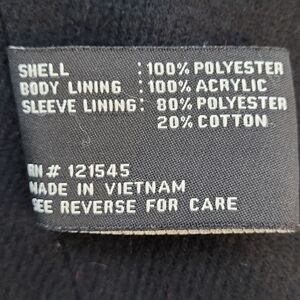 SHELL : 100% POLYESTER
BODY LINING : 100% ACRYLIC
SLEEVE LINING: 80% POLYESTER
20% COTTON
RN# 121545
MADE IN VIETNAM
SEE REVERSE FOR CARE